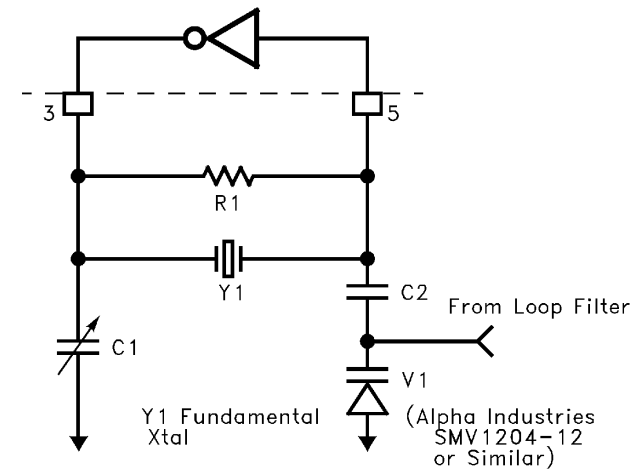 3
5
R1
Y1
C2
From Loop Filter
C1
V1
Y1 Fundamental
Xtal
(Alpha Industries
SMV1204-12
or Similar)